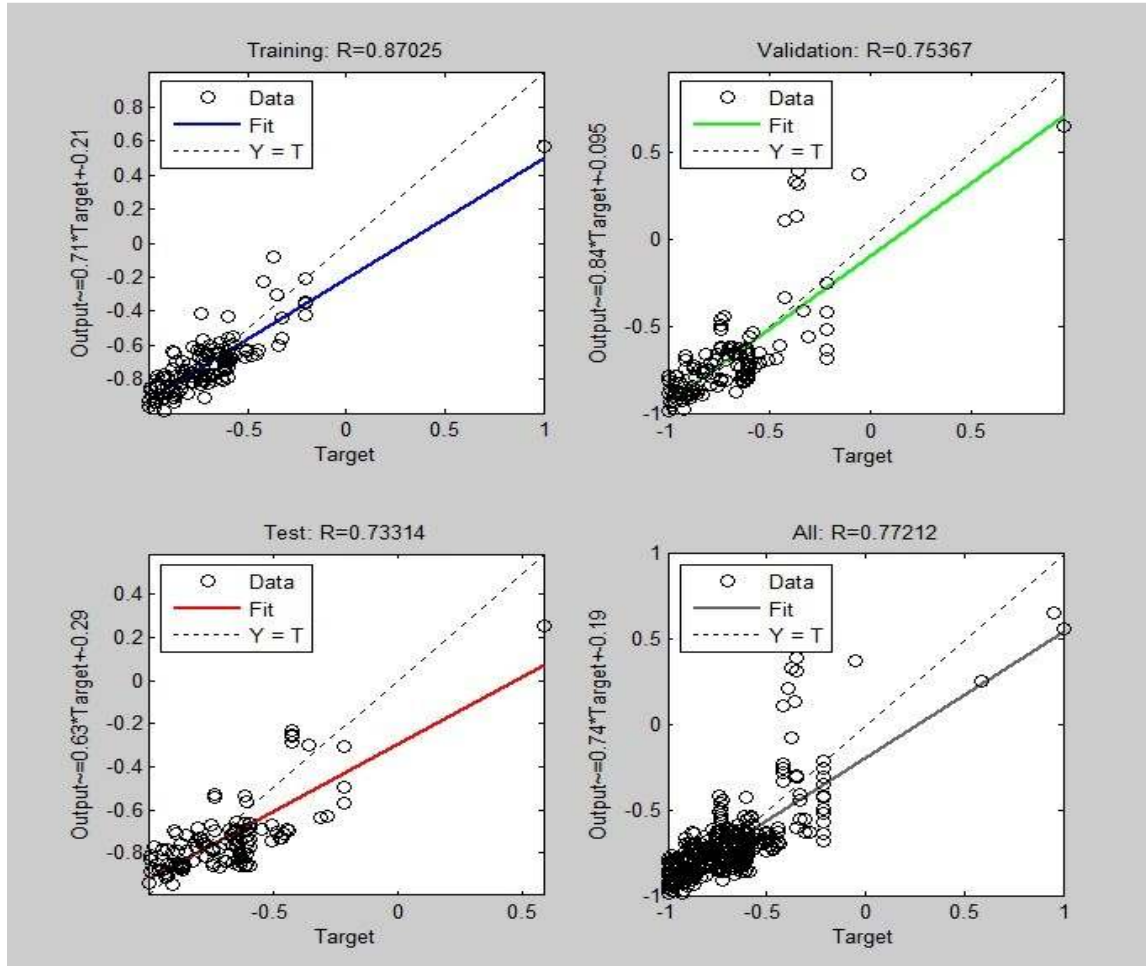 Training: R=0.87025
Output~=0.71*Target+-0.21
Data
Fit
Y = T
0.8
0.6
0.4
0.2
0
-0.2
-0.4
-0.6
-0.8
-0.5
0
0.5
1
Target
Validation: R=0.75367
Output~=0.84*Target+-0.095
Data
Fit
Y = T
0.5
0
-0.5
-1
-1
-0.5
0
0.5
Target
Test: R=0.73314
Output~=0.63*Target+-0.29
Data
Fit
Y = T
0.4
0.2
0
-0.2
-0.4
-0.6
-0.8
-0.5
0
0.5
Target
All: R=0.77212
Output~=0.74*Target+-0.19
Data
Fit
Y = T
1
0.5
0
-0.5
-1
-1
-0.5
0
0.5
1
Target